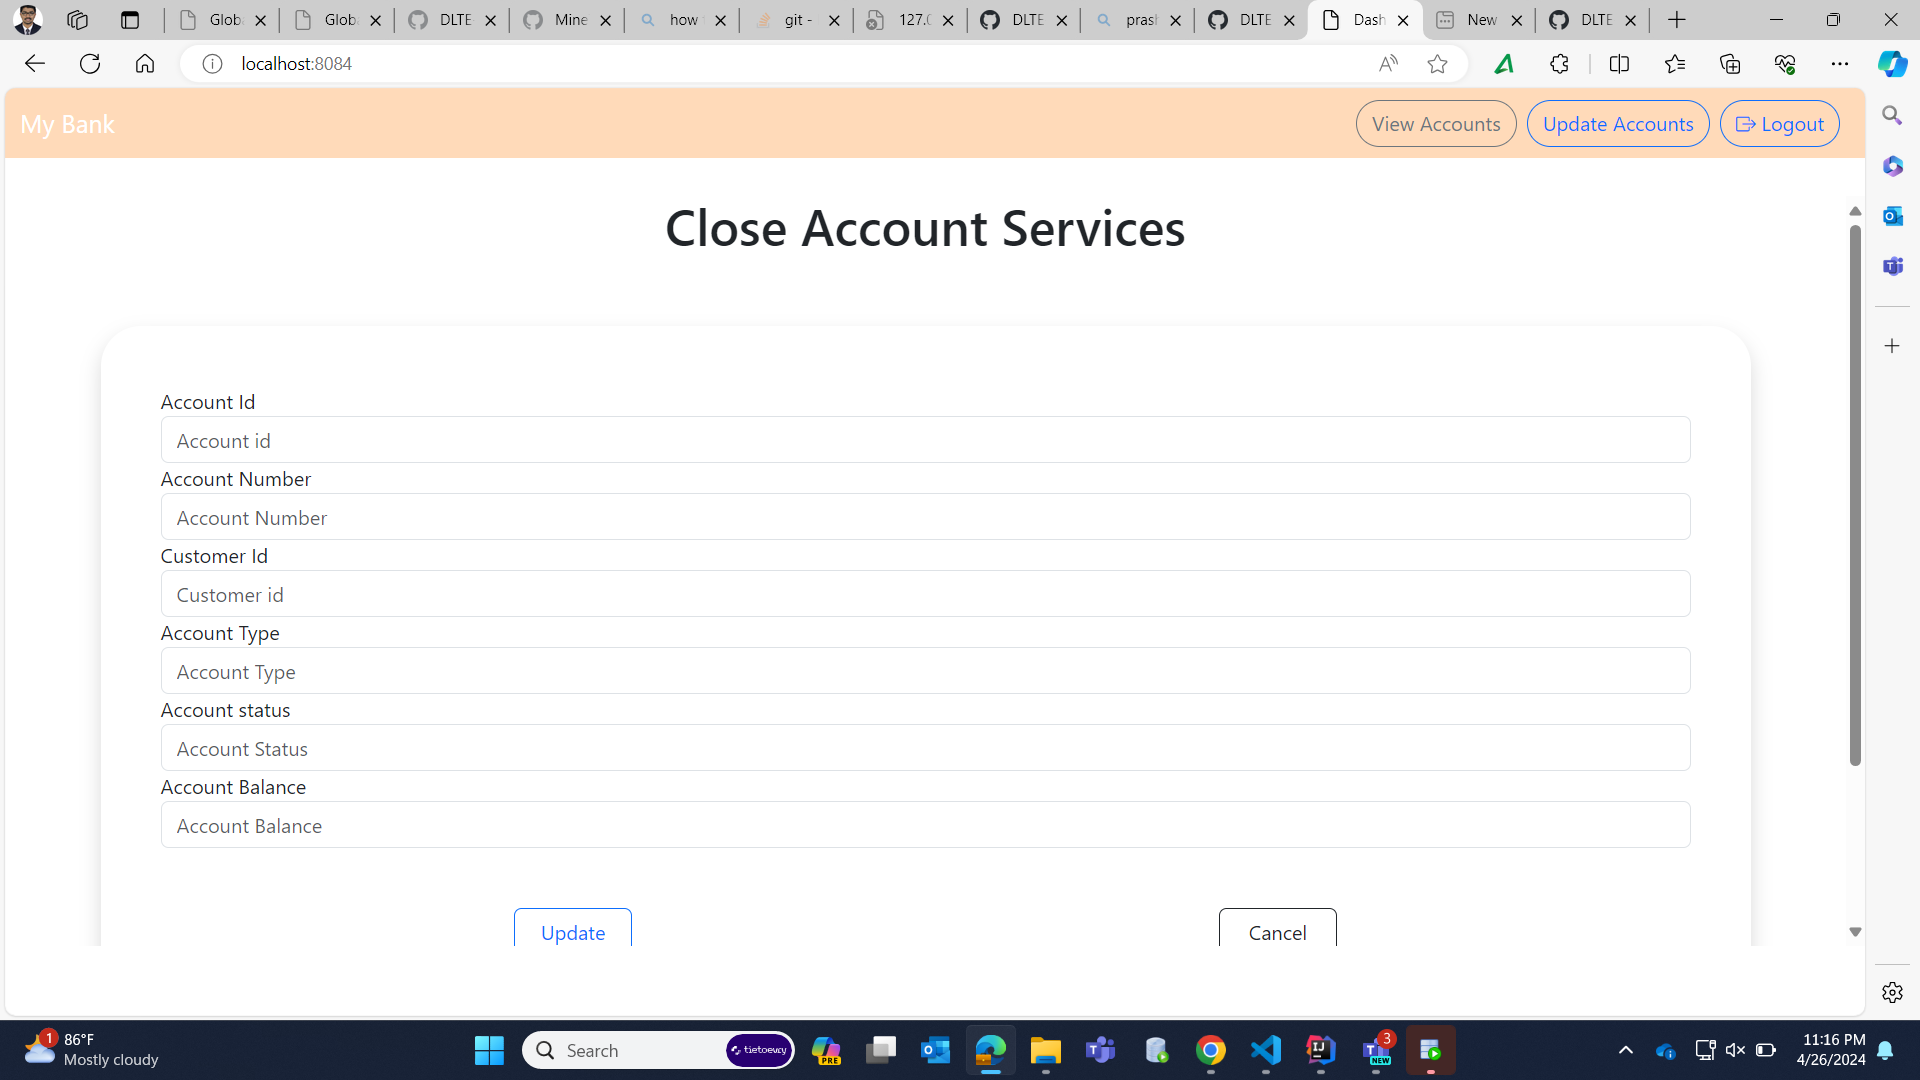 Glob
Glob
DLTE
Mine
how
git -
127.0
DLTE
prash
DLTE
Dash
New
DLTE
localhost:8084
My Bank
View Accounts
Update Accounts
Logout
Close Account Services
Account Id
Account id
Account Number
Account Number
Customer Id
Customer id
Account Type
Account Type
Account status
Account Status
Account Balance
Account Balance
Update
Cancel
1
86°F
Mostly cloudy
Search
tietoevry
PRE
3
NEW
11:16 PM
4/26/2024